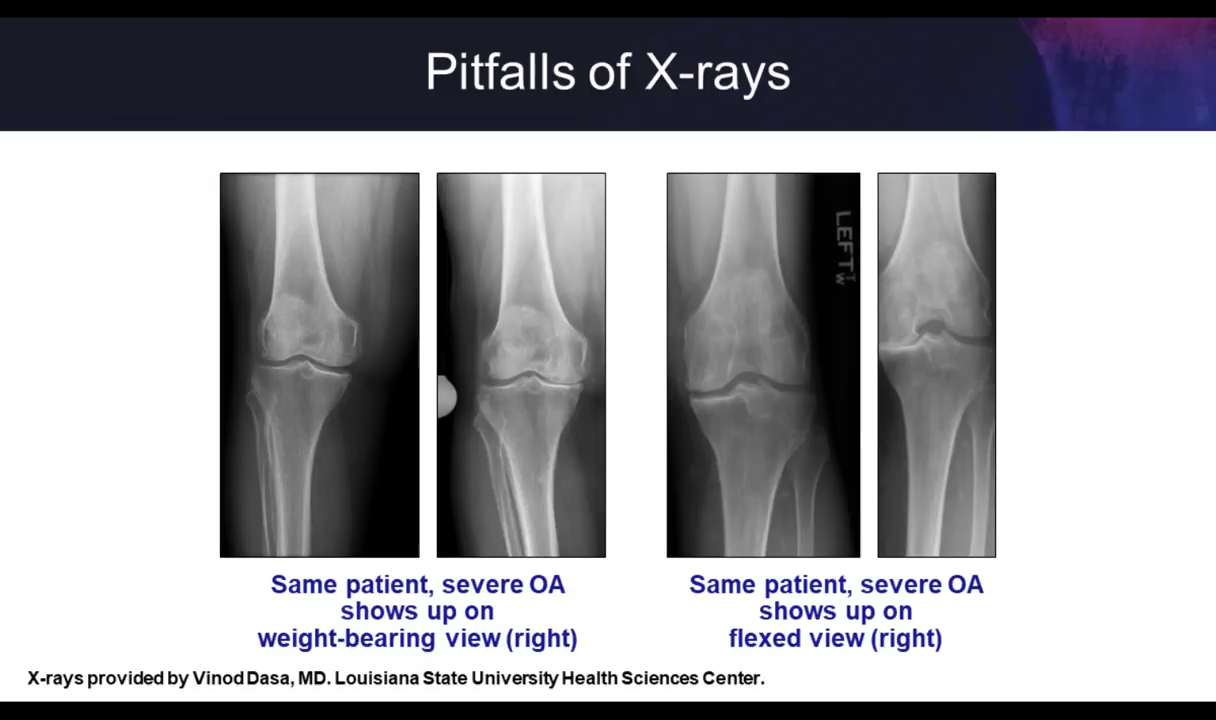 Pitfalls of X-rays
LEFT
T
W
Same patient, severe OA
shows up on
weight-bearing view (right)
Same patient, severe OA
shows up on
flexed view (right)
X-rays provided by Vinod Dasa, MD. Louisiana State University Health Sciences Center.